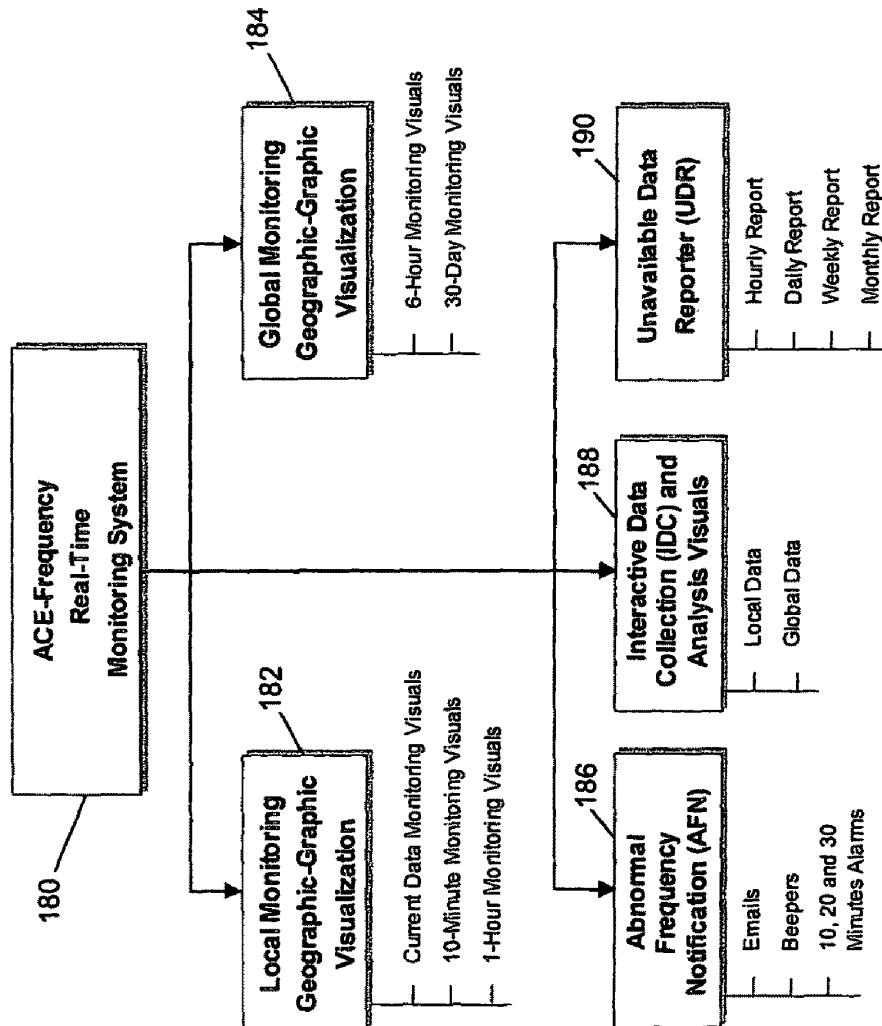 180
ACE-Frequency
Real-Time
Monitoring System
182
Local Monitoring
Geographic-Graphic
Visualization
Current Data Monitoring Visuals
10-Minute Monitoring Visuals
1-Hour Monitoring Visuals
184
Global Monitoring
Geographic-Graphic
Visualization
6-Hour Monitoring Visuals
30-Day Monitoring Visuals
186
Abnormal
Frequency
Notification (AFN)
Emails
Beepers
10, 20 and 30
Minutes Alarms
188
Interactive Data
Collection (IDC) and
Analysis Visuals
Local Data
Global Data
190
Unavailable Data
Reporter (UDR)
Hourly Report
Daily Report
Weekly Report
Monthly Report